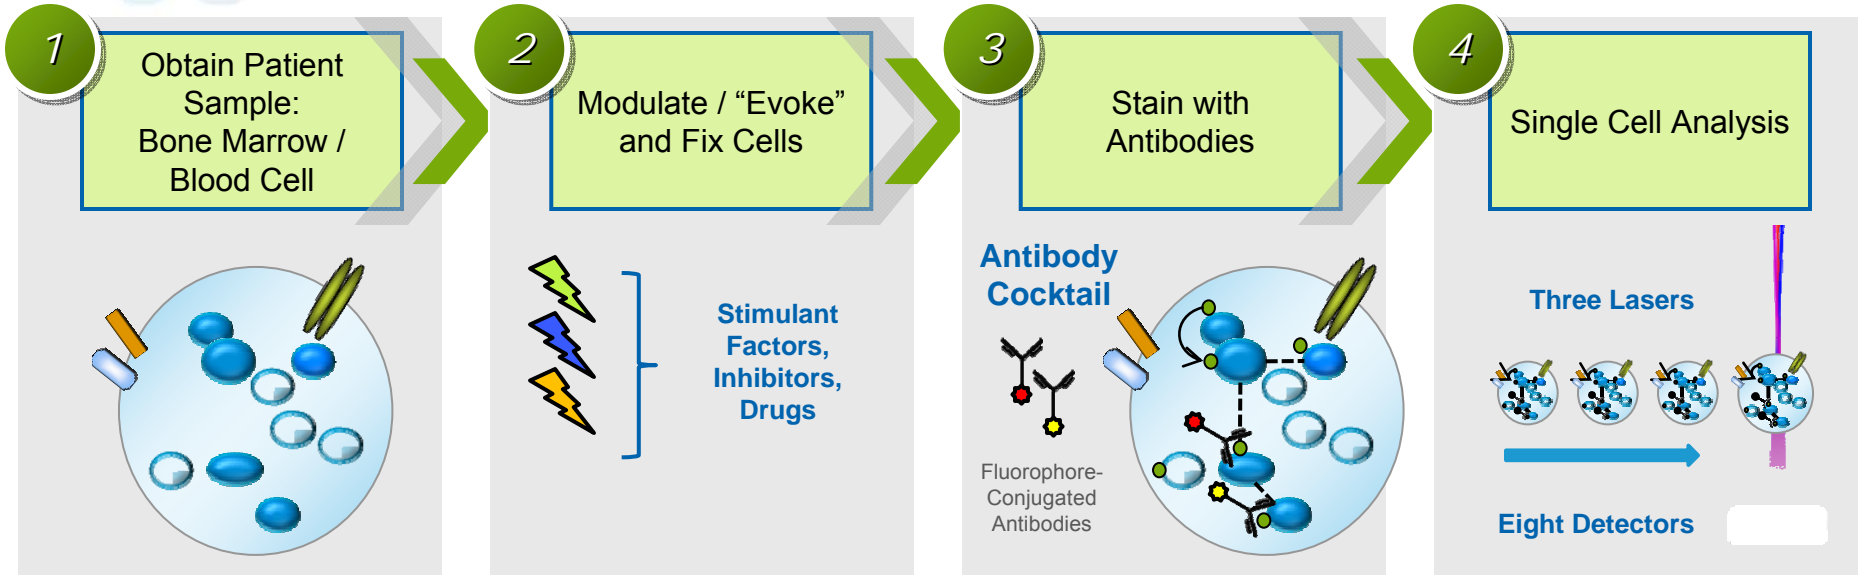 1
Obtain Patient
Sample:
Bone Marrow /
Blood Cell
2
Modulate / “Evoke”
and Fix Cells
Stimulant
Factors,
Inhibitors,
Drugs
3
Stain with
Antibodies
Antibody
Cocktail
Fluorophore-
Conjugated
Antibodies
4
Single Cell Analysis
Three Lasers
Eight Detectors